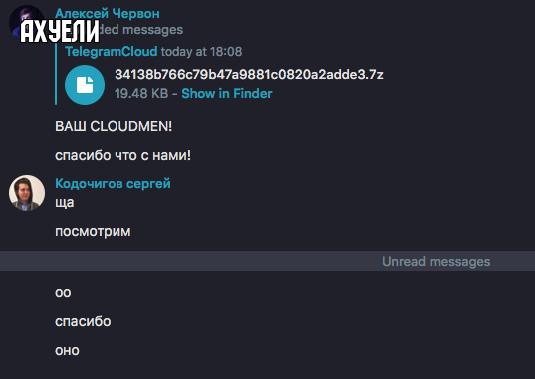 Алексей Червон
АХУЕЛИ
ded messages
TelegramCloud today at 18:08
34138b766c79b47a9881c0820a2adde3.7z
19.48 KB - Show in Finder
ВАШ CLOUDMEN!
спасибо что с нами!
Кодочигов сергей
ща
посмотрим
Unread messages
оо
спасибо
оно